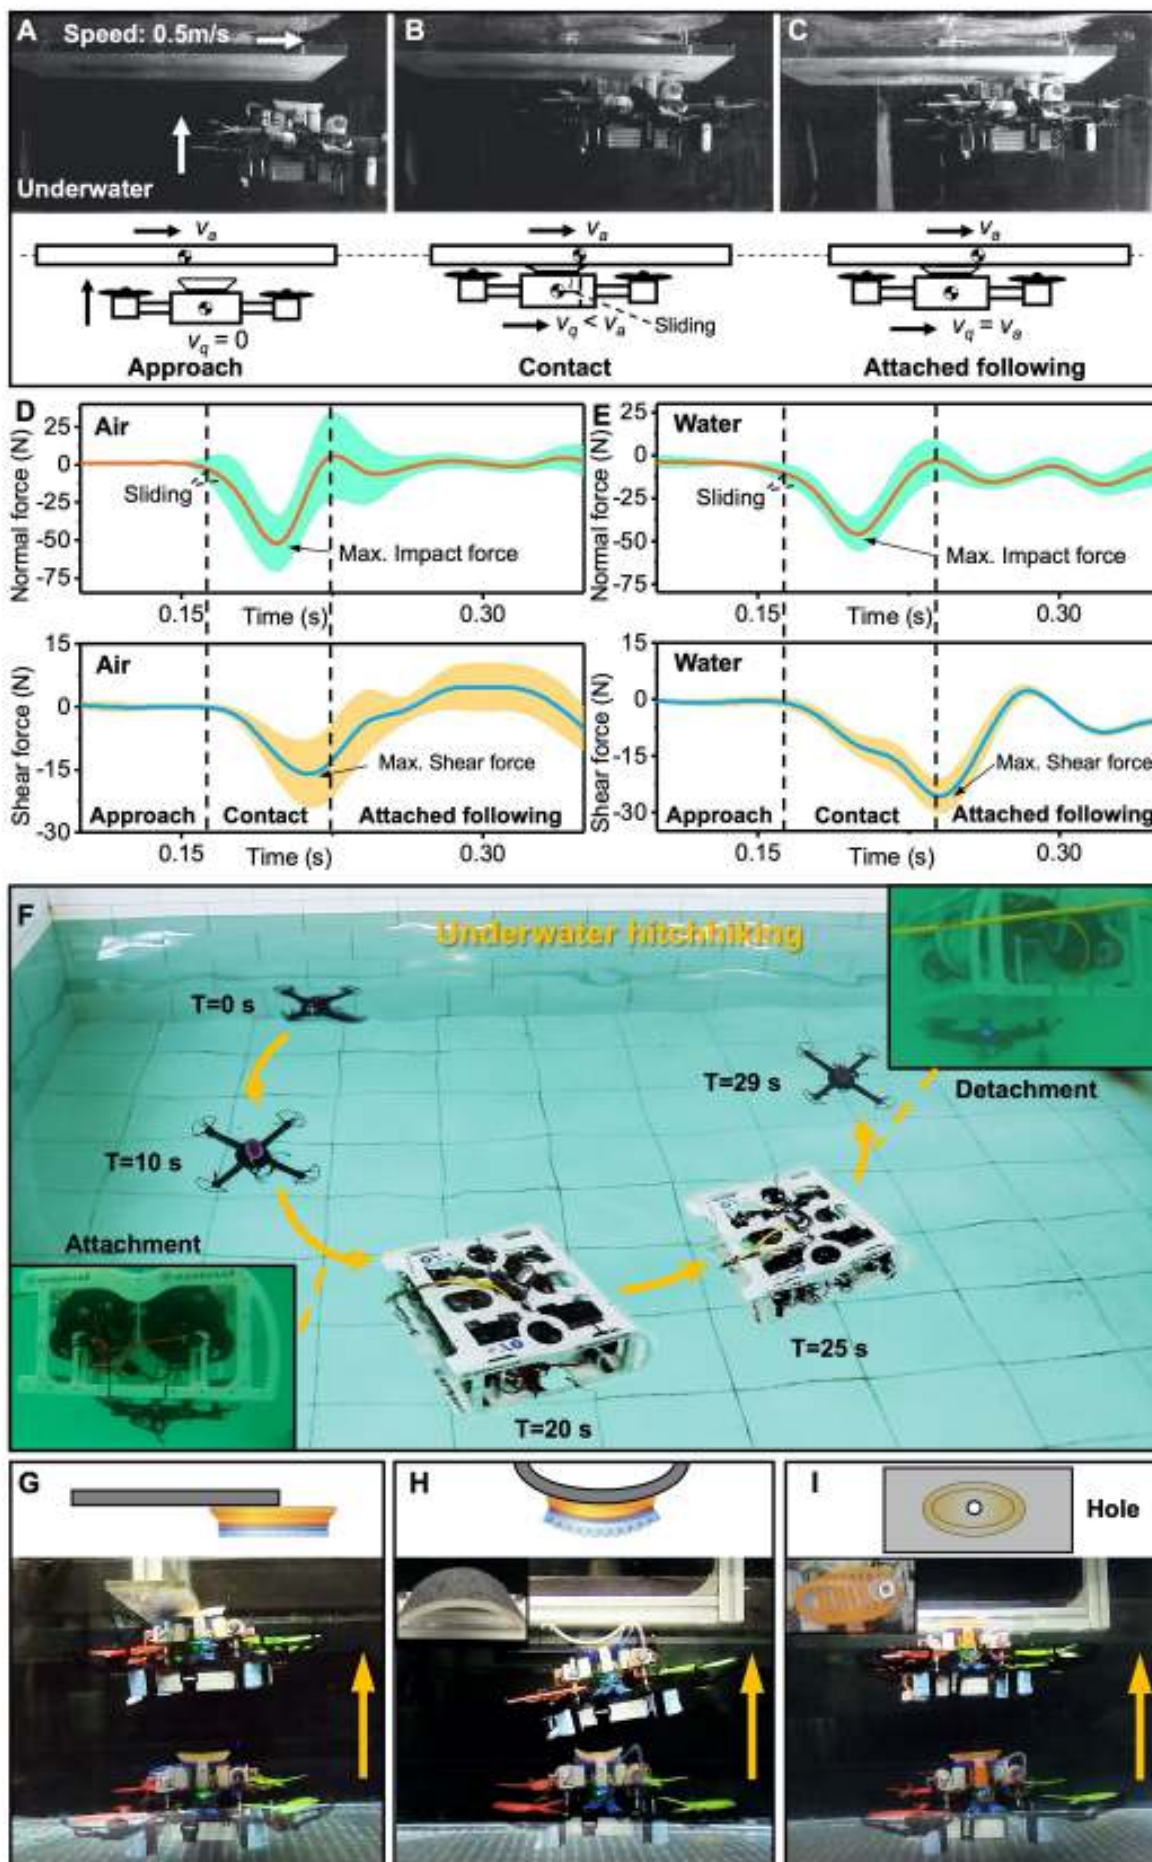 A Speed: 0.5m/s
B
C
Underwater
v_a
v_a
v_a
v_q = 0
v_q < v_a
Sliding
v_q = v_a
Approach
Contact
Attached following
D
Air
Normal force (N)
25
0
-25
-50
-75
Sliding
Max. Impact force
0.15
Time (s)
0.30
E
Water
Normal force (N)
25
0
-25
-50
-75
Sliding
Max. Impact force
0.15
Time (s)
0.30
Air
Shear force (N)
15
0
-15
-30
Max. Shear force
Approach
Contact
Attached following
0.15
Time (s)
0.30
Water
Shear force (N)
15
0
-15
-30
Max. Shear force
Approach
Contact
Attached following
0.15
Time (s)
0.30
F
Underwater hitchhiking
T=0 s
T=10 s
Attachment
T=20 s
T=25 s
T=29 s
Detachment
G
H
I
Hole